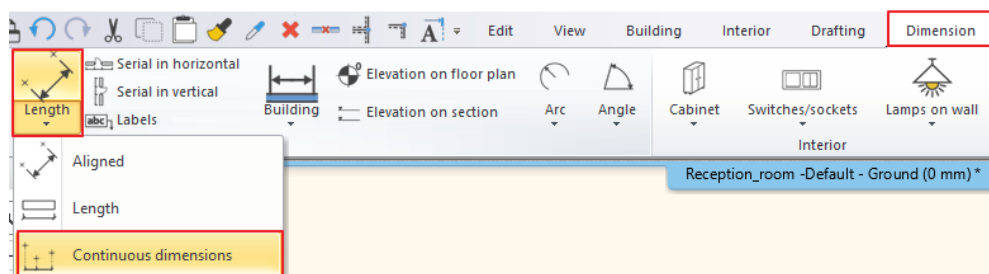 A Edit View Building Interior Drafting Dimension
Serial in horizontal
Serial in vertical
abc Labels
Length
Building
Elevation on floor plan
Elevation on section
Arc
Angle
Cabinet
Switches/sockets
Lamps on wall
Interior
Aligned
Length
Continuous dimensions
Reception_room -Default - Ground (0 mm) *